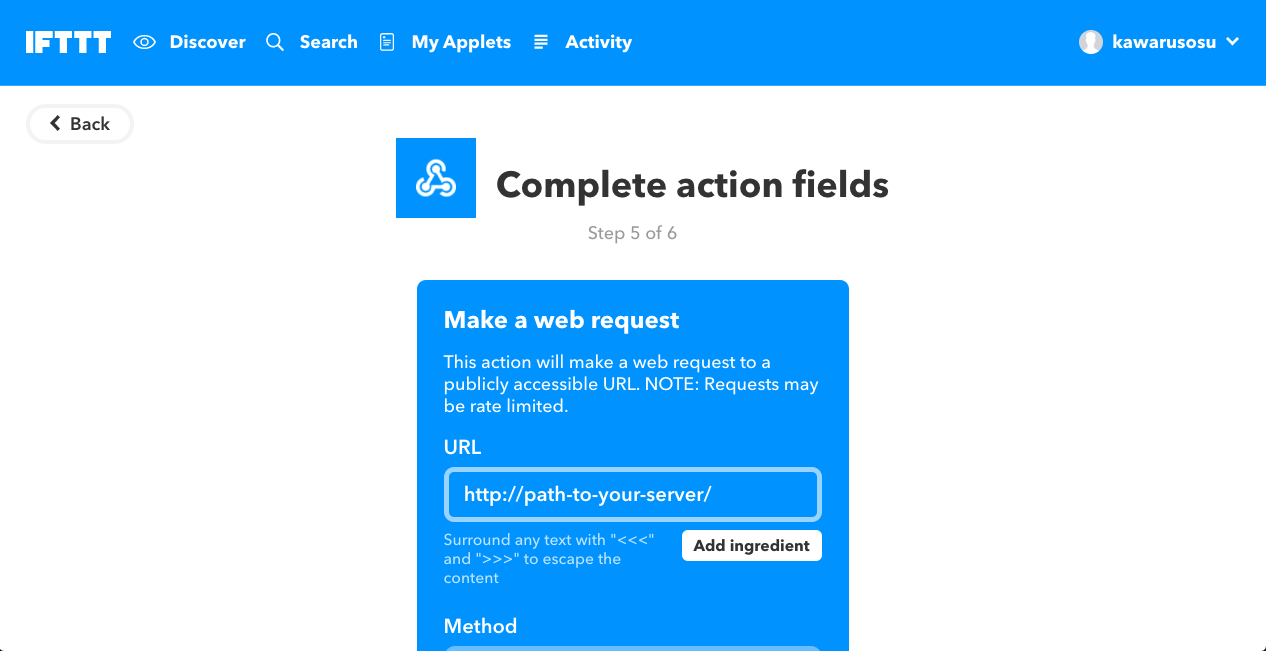 IFTTT Discover Search My Applets Activity kawarusosu
Back
Complete action fields
Step 5 of 6
Make a web request
This action will make a web request to a
publicly accessible URL. NOTE: Requests may
be rate limited.
URL
http://path-to-your-server/
Surround any text with "<<<"
and ">>>" to escape the
content
Add ingredient
Method